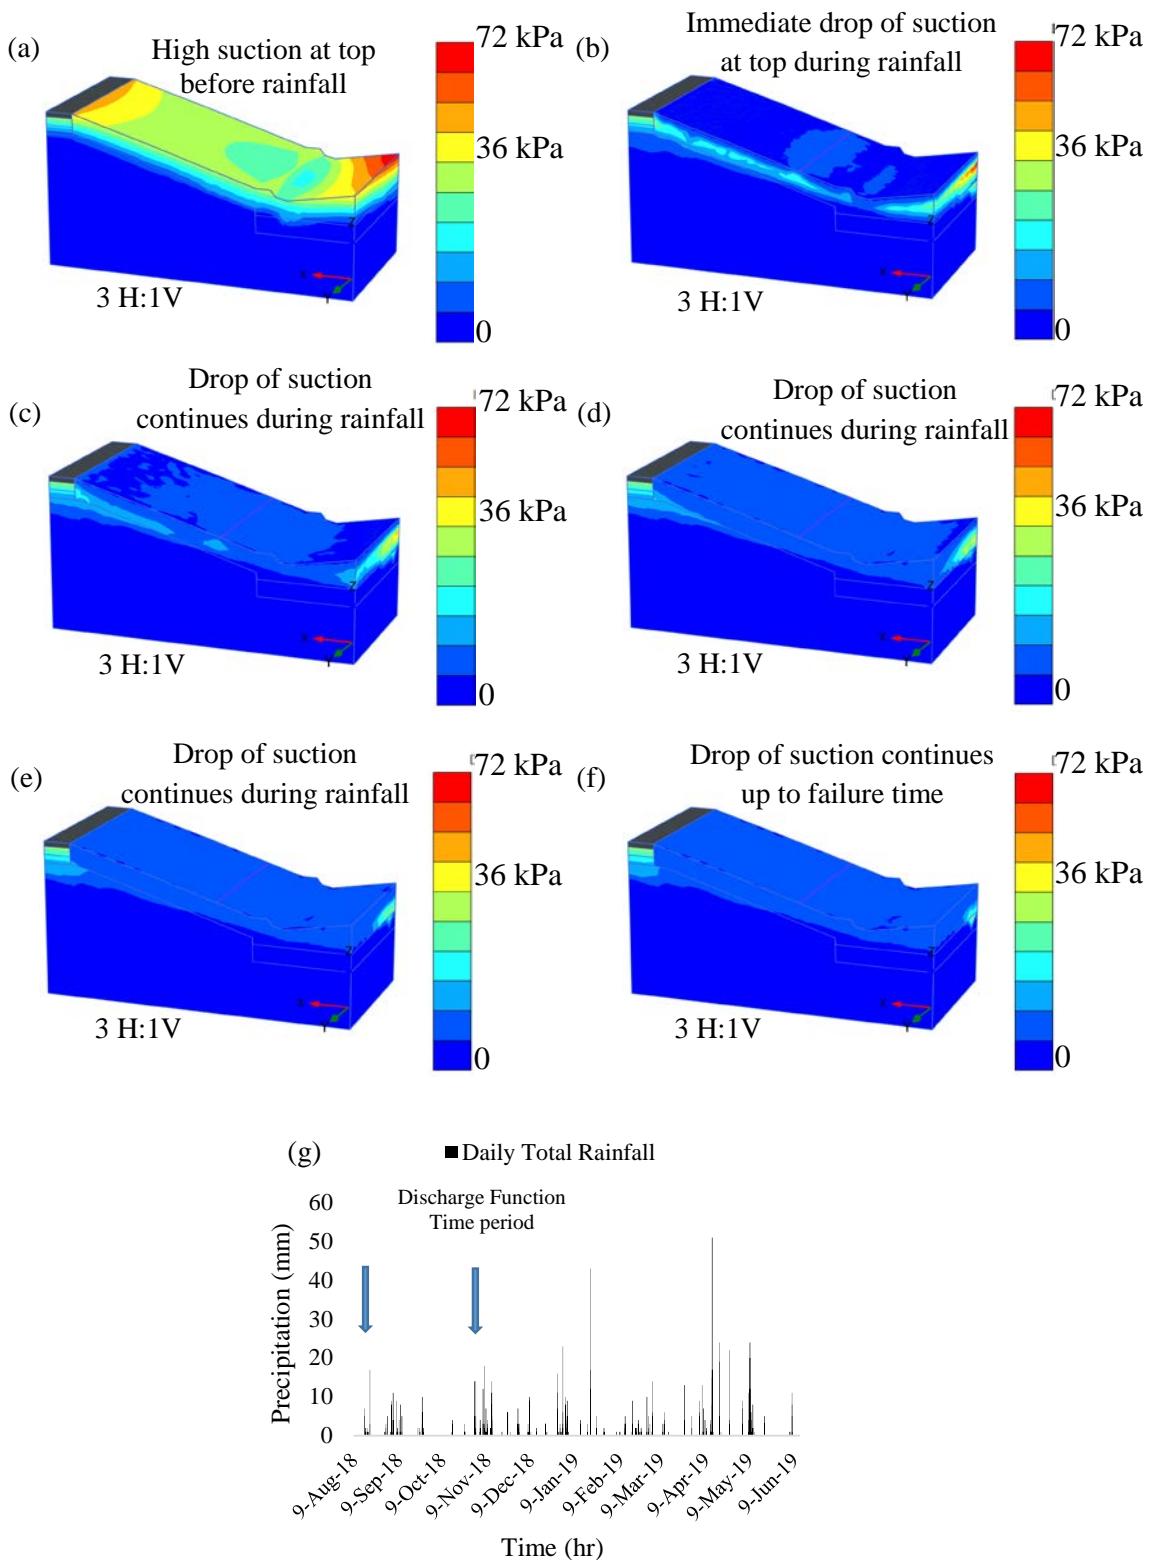 (a)
High suction at top
before rainfall
72 kPa
36 kPa
0
Z
X
Y
3 H:1V
(b)
Immediate drop of suction
at top during rainfall
72 kPa
36 kPa
0
Z
X
Y
3 H:1V
(c)
Drop of suction
continues during rainfall
72 kPa
36 kPa
0
Z
X
Y
3 H:1V
(d)
Drop of suction
continues during rainfall
72 kPa
36 kPa
0
Z
X
Y
3 H:1V
(e)
Drop of suction
continues during rainfall
72 kPa
36 kPa
0
Z
X
Y
3 H:1V
(f)
Drop of suction continues
up to failure time
72 kPa
36 kPa
0
Z
X
Y
3 H:1V
(g)
Daily Total Rainfall
Discharge Function
Time period
Precipitation (mm)
60
50
40
30
20
10
0
9-Aug-18
9-Sep-18
9-Oct-18
9-Nov-18
9-Dec-18
9-Jan-19
9-Feb-19
9-Mar-19
9-Apr-19
9-May-19
9-Jun-19
Time (hr)